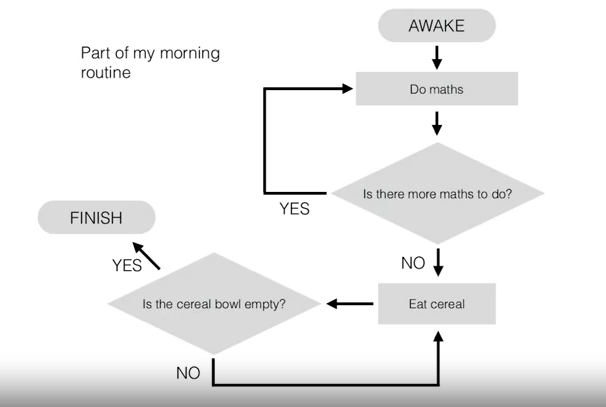 AWAKE
Part of my morning
routine
Do maths
Is there more maths to do?
YES
NO
FINISH
YES
Is the cereal bowl empty?
Eat cereal
NO